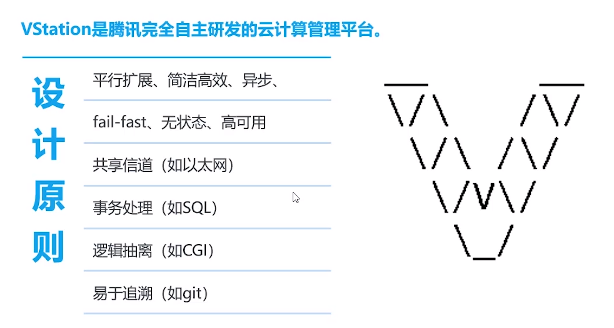 VStation是腾讯完全自主研发的云计算管理平台。
设计原则
平行扩展、简洁高效、异步、
fail-fast、无状态、高可用
共享信道（如以太网）
事务处理（如SQL）
逻辑抽离（如CGI）
易于追溯（如git）